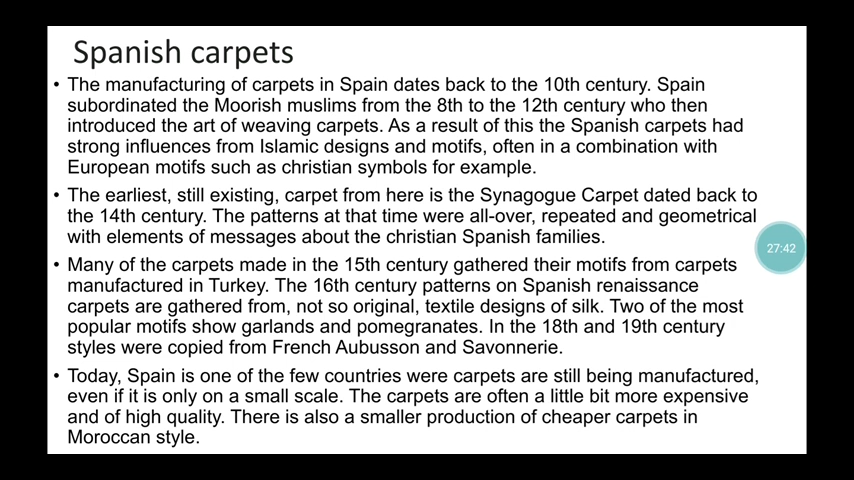 Spanish carpets
• The manufacturing of carpets in Spain dates back to the 10th century. Spain
subordinated the Moorish muslims from the 8th to the 12th century who then
introduced the art of weaving carpets. As a result of this the Spanish carpets had
strong influences from Islamic designs and motifs, often in a combination with
European motifs such as christian symbols for example.
• The earliest, still existing, carpet from here is the Synagogue Carpet dated back to
the 14th century. The patterns at that time were all-over, repeated and geometrical
with elements of messages about the christian Spanish families.
27:42
• Many of the carpets made in the 15th century gathered their motifs from carpets
manufactured in Turkey. The 16th century patterns on Spanish renaissance
carpets are gathered from, not so original, textile designs of silk. Two of the most
popular motifs show garlands and pomegranates. In the 18th and 19th century
styles were copied from French Aubusson and Savonnerie.
• Today, Spain is one of the few countries were carpets are still being manufactured,
even if it is only on a small scale. The carpets are often a little bit more expensive
and of high quality. There is also a smaller production of cheaper carpets in
Moroccan style.